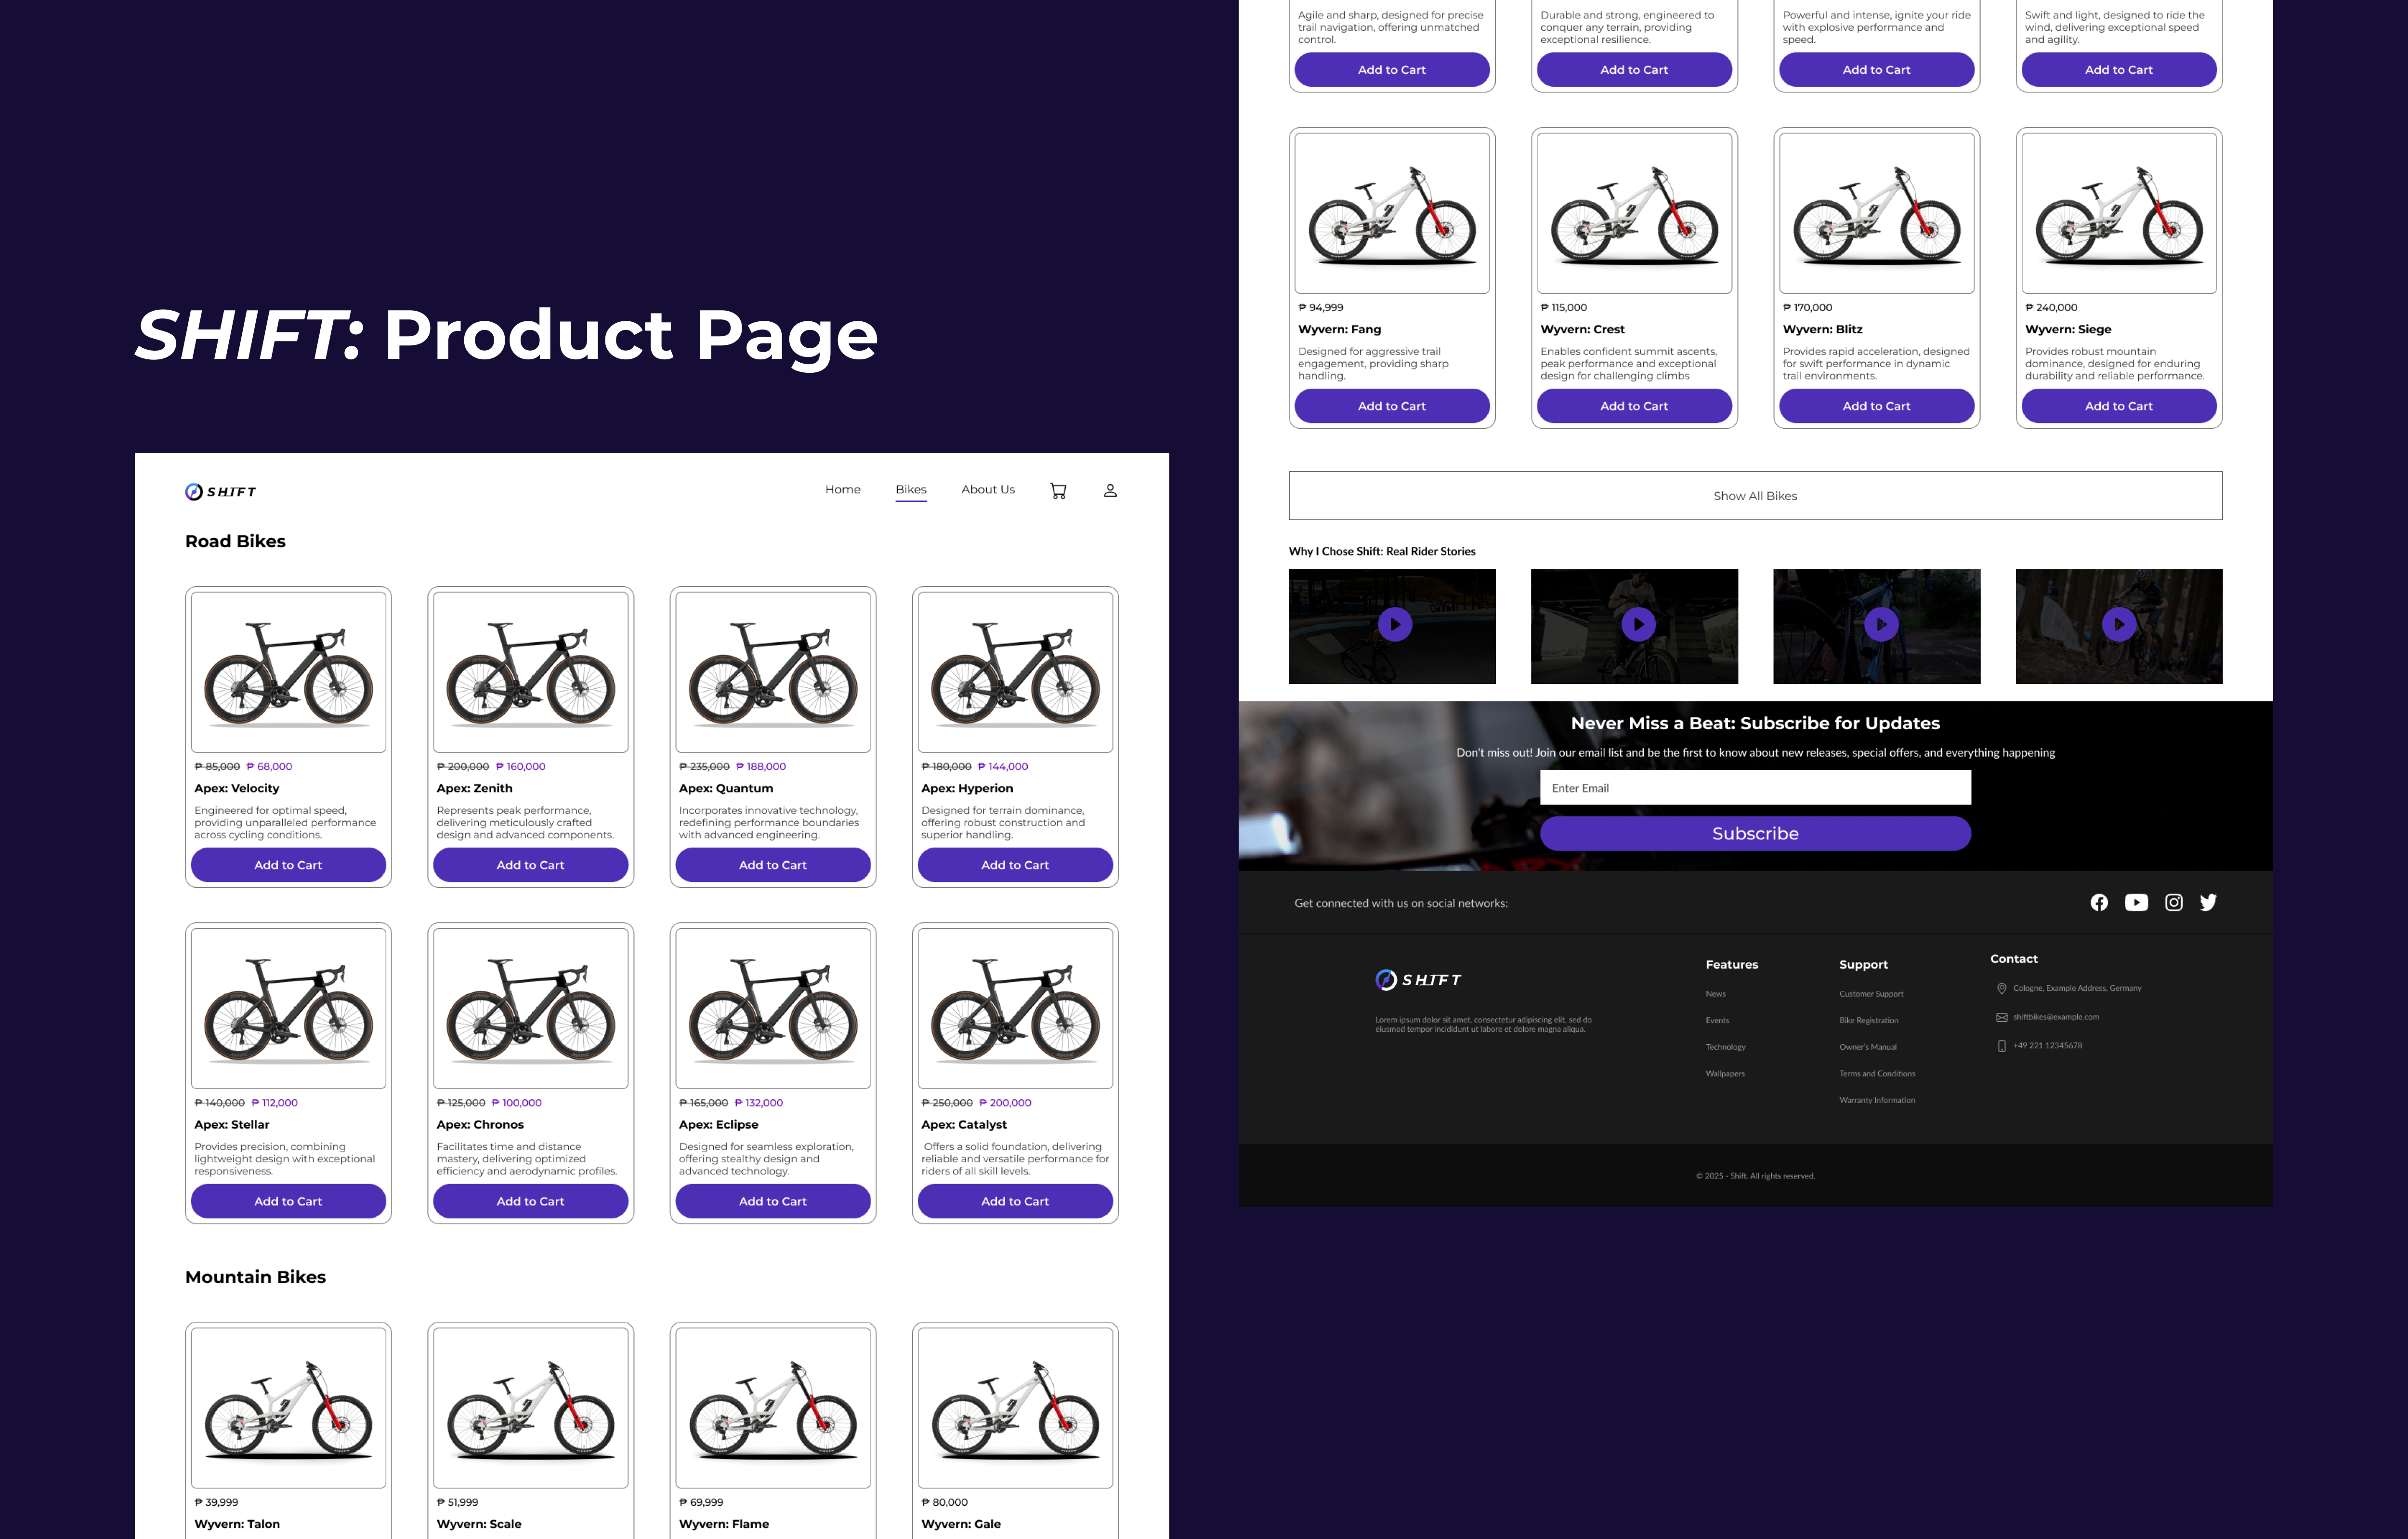 SHIFT: Product Page
SHIFT
Home
Bikes
About Us
Road Bikes
₱ 85,000 ₱ 68,000
Apex: Velocity
Engineered for optimal speed,
providing unparalleled performance
across cycling conditions.
Add to Cart
₱ 200,000 ₱ 160,000
Apex: Zenith
Represents peak performance,
delivering meticulously crafted
design and advanced components.
Add to Cart
₱ 235,000 ₱ 188,000
Apex: Quantum
Incorporates innovative technology,
redefining performance boundaries
with advanced engineering.
Add to Cart
₱ 180,000 ₱ 144,000
Apex: Hyperion
Designed for terrain dominance,
offering robust construction and
superior handling.
Add to Cart
₱ 140,000 ₱ 112,000
Apex: Stellar
Provides precision, combining
lightweight design with exceptional
responsiveness.
Add to Cart
₱ 125,000 ₱ 100,000
Apex: Chronos
Facilitates time and distance
mastery, delivering optimized
efficiency and aerodynamic profiles.
Add to Cart
₱ 165,000 ₱ 132,000
Apex: Eclipse
Designed for seamless exploration,
offering stealthy design and
advanced technology.
Add to Cart
₱ 250,000 ₱ 200,000
Apex: Catalyst
Offers a solid foundation, delivering
reliable and versatile performance for
riders of all skill levels.
Add to Cart
Mountain Bikes
₱ 39,999
Wyvern: Talon
₱ 51,999
Wyvern: Scale
₱ 69,999
Wyvern: Flame
₱ 80,000
Wyvern: Gale
Agile and sharp, designed for precise
trail navigation, offering unmatched
control.
Add to Cart
Durable and strong, engineered to
conquer any terrain, providing
exceptional resilience.
Add to Cart
Powerful and intense, ignite your ride
with explosive performance and
speed.
Add to Cart
Swift and light, designed to ride the
wind, delivering exceptional speed
and agility.
Add to Cart
₱ 94,999
Wyvern: Fang
Designed for aggressive trail
engagement, providing sharp
handling.
Add to Cart
₱ 115,000
Wyvern: Crest
Enables confident summit ascents,
peak performance and exceptional
design for challenging climbs
Add to Cart
₱ 170,000
Wyvern: Blitz
Provides rapid acceleration, designed
for swift performance in dynamic
trail environments.
Add to Cart
₱ 240,000
Wyvern: Siege
Provides robust mountain
dominance, designed for enduring
durability and reliable performance.
Add to Cart
Show All Bikes
Why I Chose Shift: Real Rider Stories
Never Miss a Beat: Subscribe for Updates
Don't miss out! Join our email list and be the first to know about new releases, special offers, and everything happening
Enter Email
Subscribe
Get connected with us on social networks:
SHIFT
Lorem ipsum dolor sit amet, consectetur adipiscing elit, sed do
eiusmod tempor incididunt ut labore et dolore magna aliqua.
Features
News
Events
Technology
Wallpapers
Support
Customer Support
Bike Registration
Owner's Manual
Terms and Conditions
Warranty Information
Contact
Cologne, Example Address, Germany
shiftbikes@example.com
+49 221 12345678
© 2025 - Shift. All rights reserved.